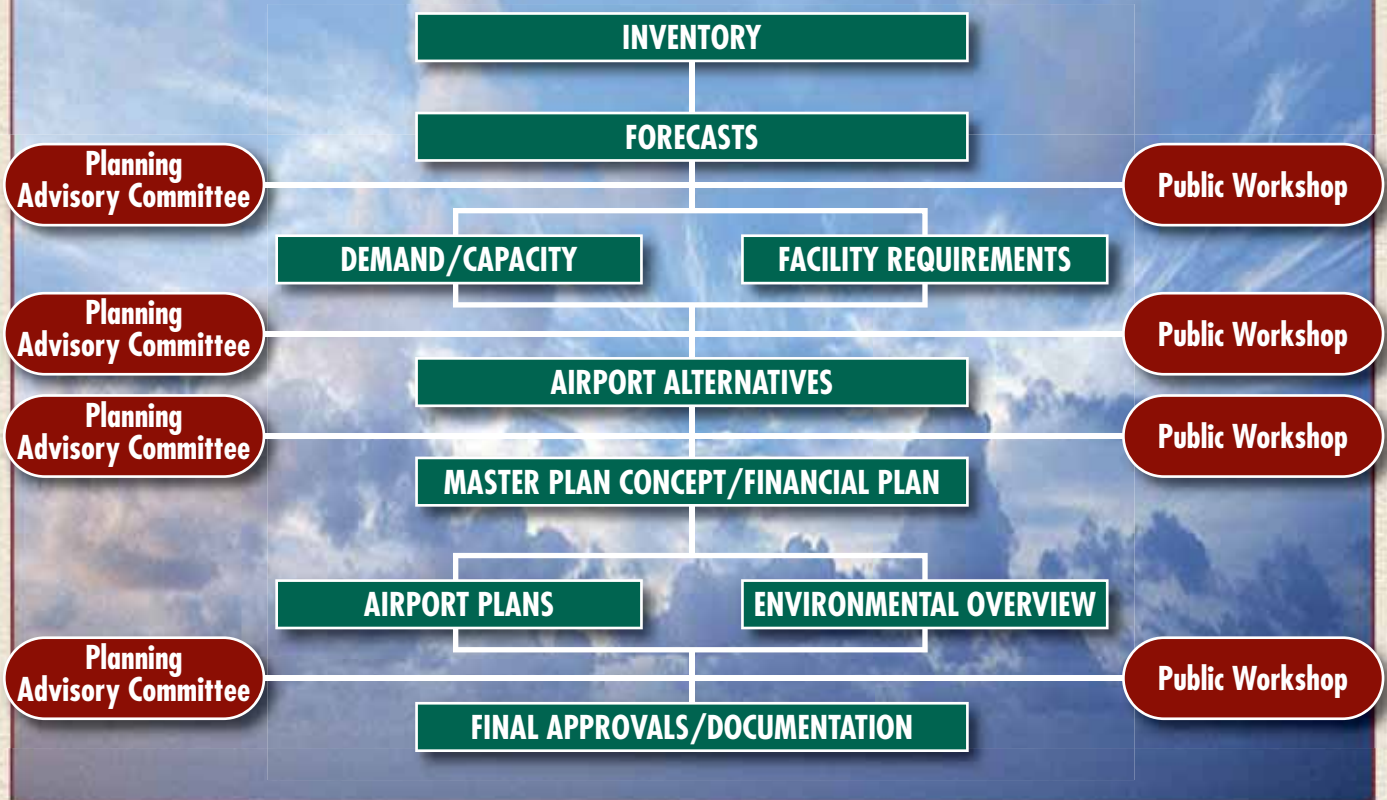 INVENTORY
FORECASTS
Planning
Advisory Committee
Public Workshop
DEMAND/CAPACITY
FACILITY REQUIREMENTS
Planning
Advisory Committee
Public Workshop
AIRPORT ALTERNATIVES
Planning
Advisory Committee
Public Workshop
MASTER PLAN CONCEPT/FINANCIAL PLAN
AIRPORT PLANS
ENVIRONMENTAL OVERVIEW
Planning
Advisory Committee
Public Workshop
FINAL APPROVALS/DOCUMENTATION